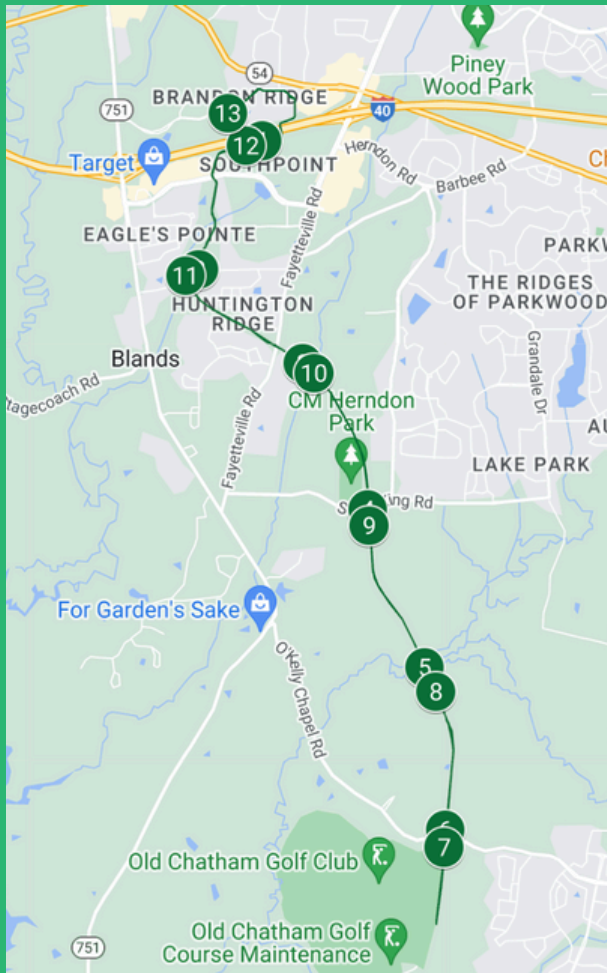 Piney
Wood Park
54
BRANDON RIDGE
751
13
40
12
Herndon Rd
Target
SOUTHPOINT
Barbee Rd
Fayetteville Rd
EAGLE'S POINTE
11
HUNTINGTON
RIDGE
THE RIDGES
OF PARKWOOD
Blands
10
Grandale Dr
CM Herndon
Park
Fayetteville Rd
LAKE PARK
4
9
For Garden's Sake
5
8
O'Kelly Chapel Rd
6
7
Old Chatham Golf Club
Old Chatham Golf
Course Maintenance
751